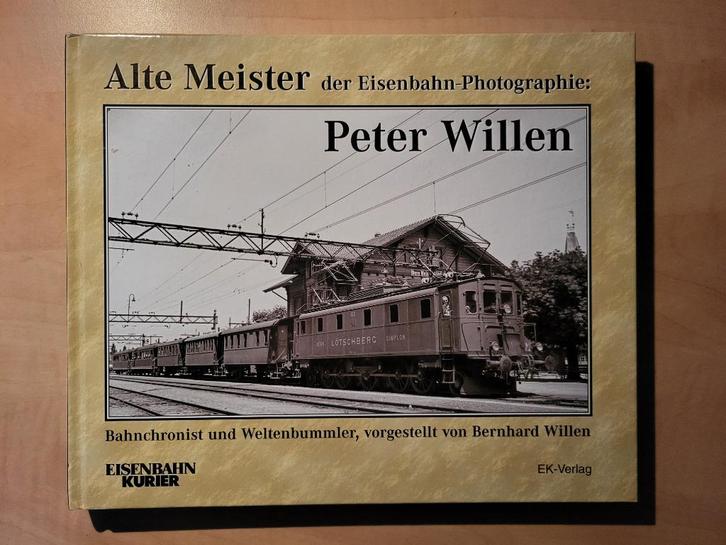 Alte Meister der Eisenbahn-Photographie:
Peter Willen
BERN LÖTSCHBERG SIMPLON
Bahnchronist und Weltenbummler, vorgestellt von Bernhard Willen
EISENBAHN
KURIER
EK-Verlag